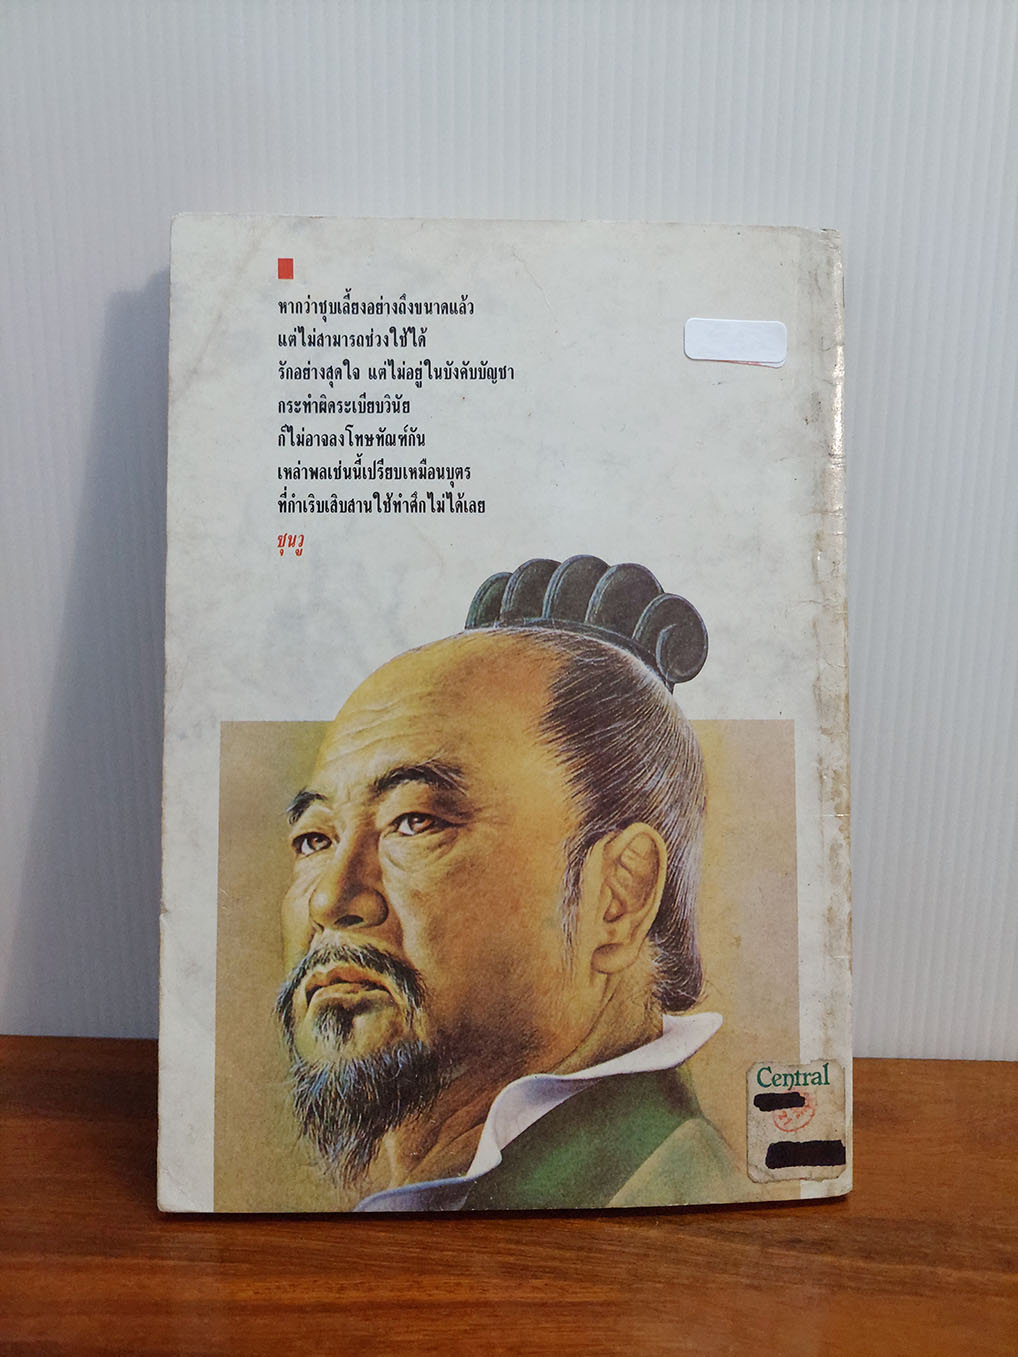 หากว่าชุบเลี้ยงอย่างถึงขนาดแล้ว
แต่ไม่สามารถช่วงใช้ได้
รักอย่างสุดใจ แต่ไม่อยู่ในบังคับบัญชา
กระทำผิดระเบียบวินัย
ก็ไม่อาจลงโทษทัณฑ์กัน
เหล่าพลเช่นนี้เปรียบเหมือนบุตร
ที่กำเริบเสิบสานใช้ทำศึกไม่ได้เลย
ซุนวู
Central